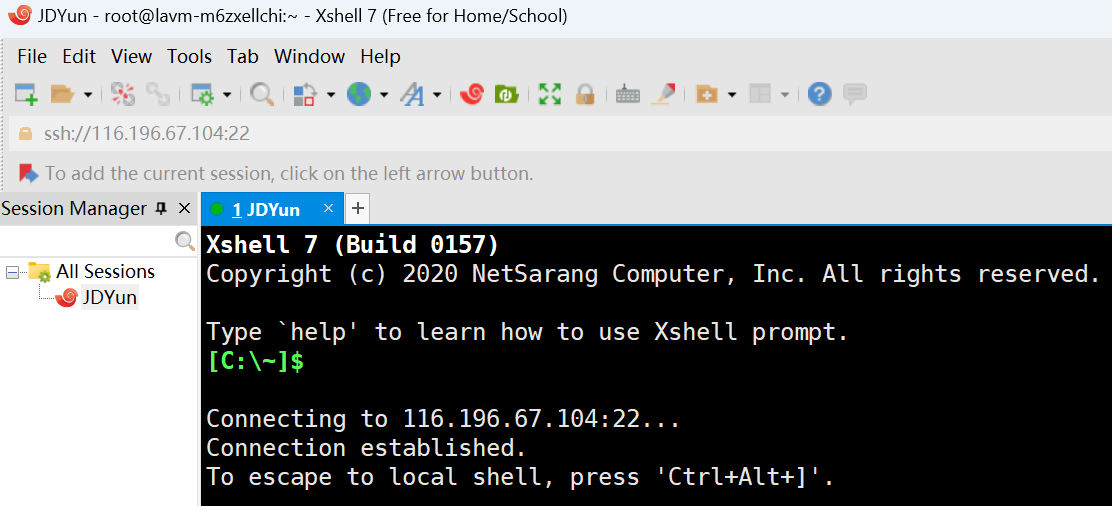 JDYun - root@lavm-m6zxellchi:~ - Xshell 7 (Free for Home/School)
File Edit View Tools Tab Window Help
ssh://116.196.67.104:22
To add the current session, click on the left arrow button.
Session Manager
1 JDYun
All Sessions
JDYun
Xshell 7 (Build 0157)
Copyright (c) 2020 NetSarang Computer, Inc. All rights reserved.
Type `help' to learn how to use Xshell prompt.
[C:\~]$
Connecting to 116.196.67.104:22...
Connection established.
To escape to local shell, press 'Ctrl+Alt+]'.